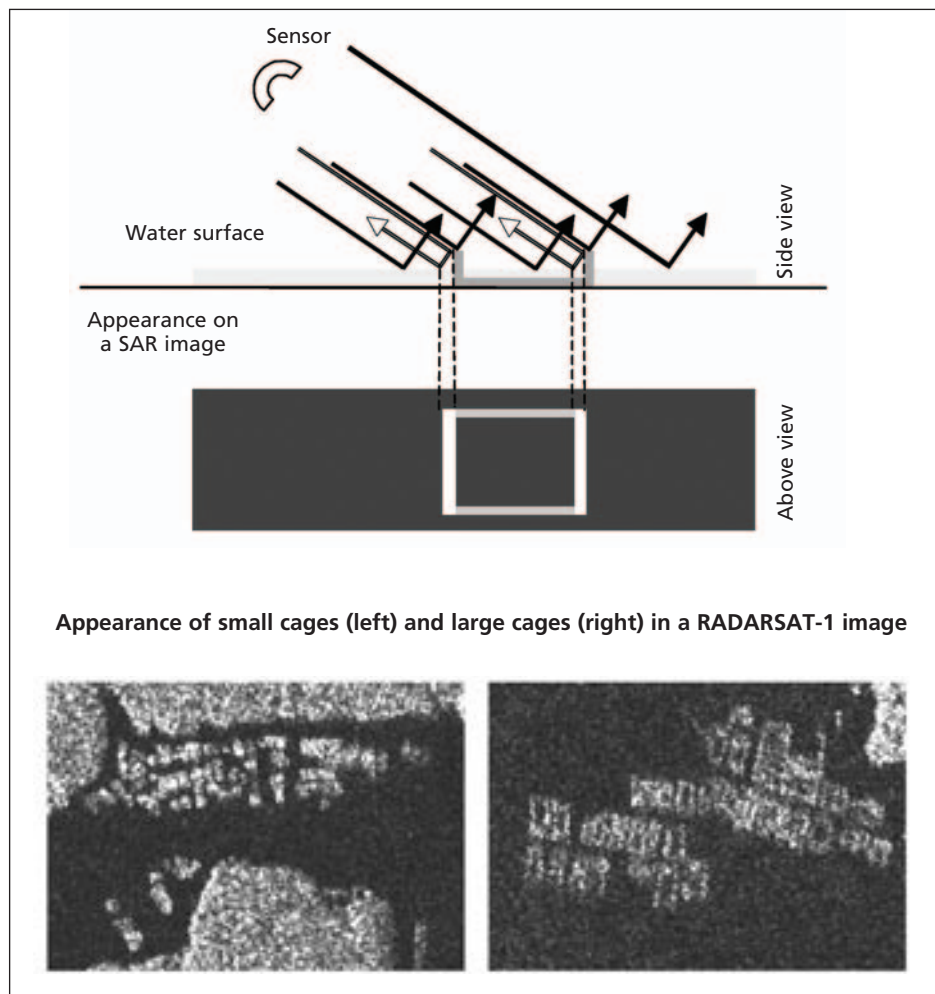 Sensor
Water surface
Side view
Appearance on
a SAR image
Above view
Appearance of small cages (left) and large cages (right) in a RADARSAT-1 image